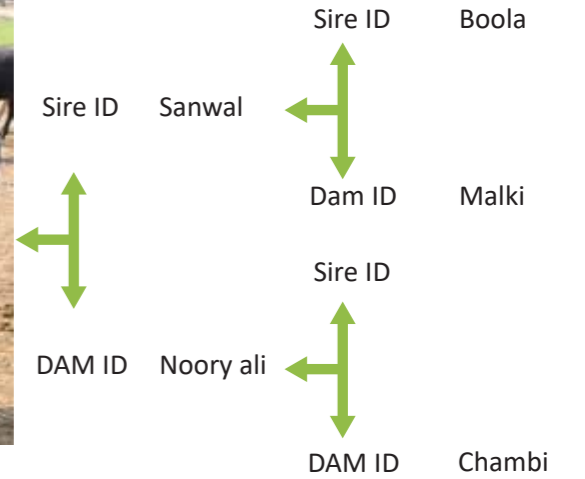 Sire ID Boola
Sire ID Sanwal
Dam ID Malki
Sire ID
DAM ID Noory ali
DAM ID Chambi